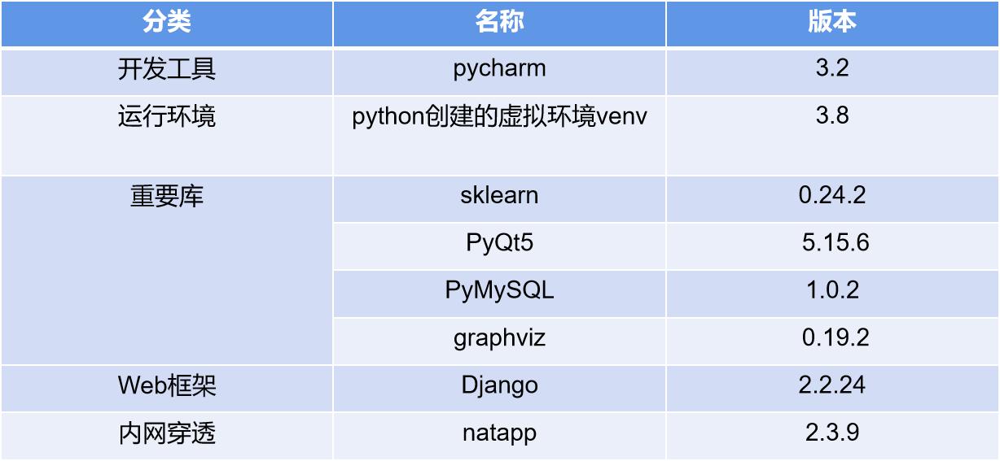 分类 名称 版本
开发工具 pycharm 3.2
运行环境 python创建的虚拟环境venv 3.8
重要库 sklearn 0.24.2
PyQt5 5.15.6
PyMySQL 1.0.2
graphviz 0.19.2
Web框架 Django 2.2.24
内网穿透 natapp 2.3.9